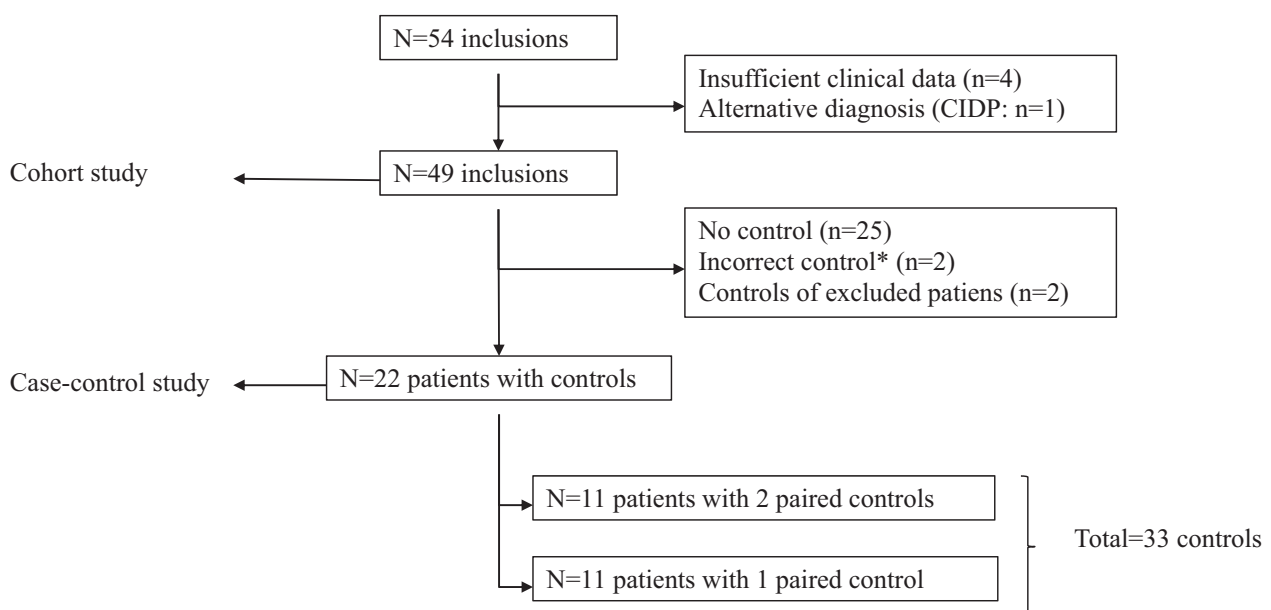 N=54 inclusions
Insufficient clinical data (n=4)
Alternative diagnosis (CIDP: n=1)
Cohort study
N=49 inclusions
No control (n=25)
Incorrect control* (n=2)
Controls of excluded patiens (n=2)
Case-control study
N=22 patients with controls
N=11 patients with 2 paired controls
Total=33 controls
N=11 patients with 1 paired control